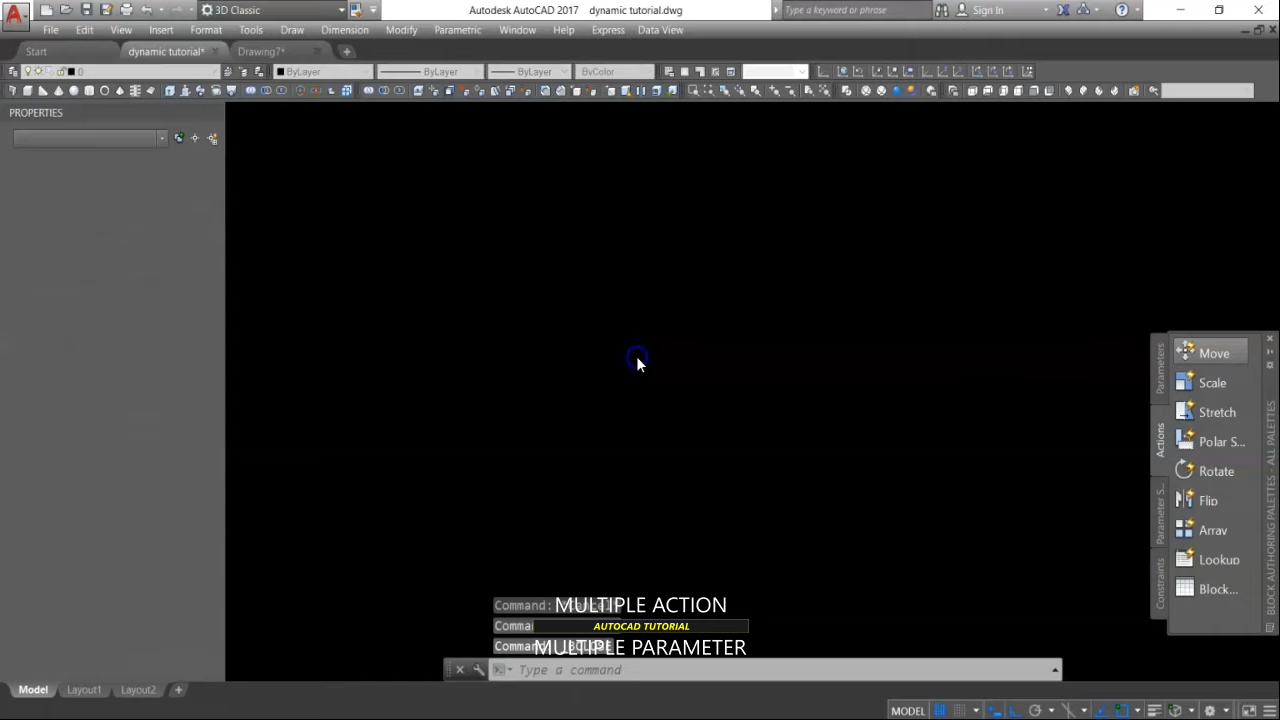 3D Classic
Autodesk AutoCAD 2017 dynamic tutorial.dwg
Type a keyword or phrase
Sign In
File Edit View Insert Format Tools Draw Dimension Modify Parametric Window Help Express Data View
Start
dynamic tutorial*
Drawing7*
0
ByLayer
ByLayer
ByLayer
ByColor
PROPERTIES
Parameters
Actions
Parameter S...
Constraints
Move
Scale
Stretch
Polar S...
Rotate
Flip
Array
Lookup
Block...
BLOCK AUTHORING PALETTES - ALL PALETTES
Command:
MULTIPLE ACTION
Comma
AUTOCAD TUTORIAL
Command
MULTIPLE PARAMETER
Type a command
Model
Layout1
Layout2
MODEL